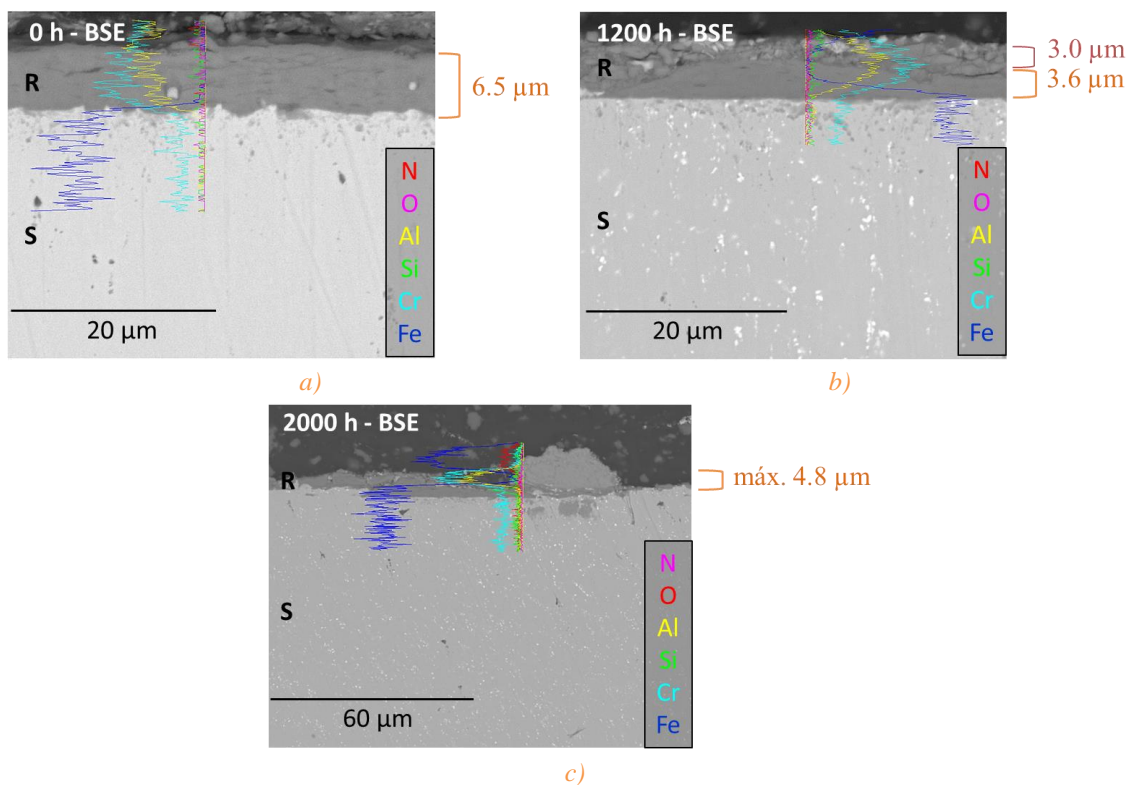 0 h - BSE
R
6.5 µm
S
20 µm
N
O
Al
Si
Cr
Fe
a)
1200 h - BSE
R
3.0 µm
3.6 µm
S
20 µm
N
O
Al
Si
Cr
Fe
b)
2000 h - BSE
R
máx. 4.8 µm
S
60 µm
N
O
Al
Si
Cr
Fe
c)